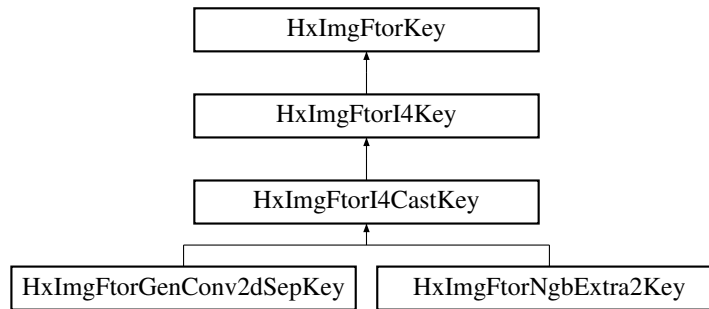 HxImgFtorKey
HxImgFtorI4Key
HxImgFtorI4CastKey
HxImgFtorGenConv2dSepKey
HxImgFtorNgbExtra2Key